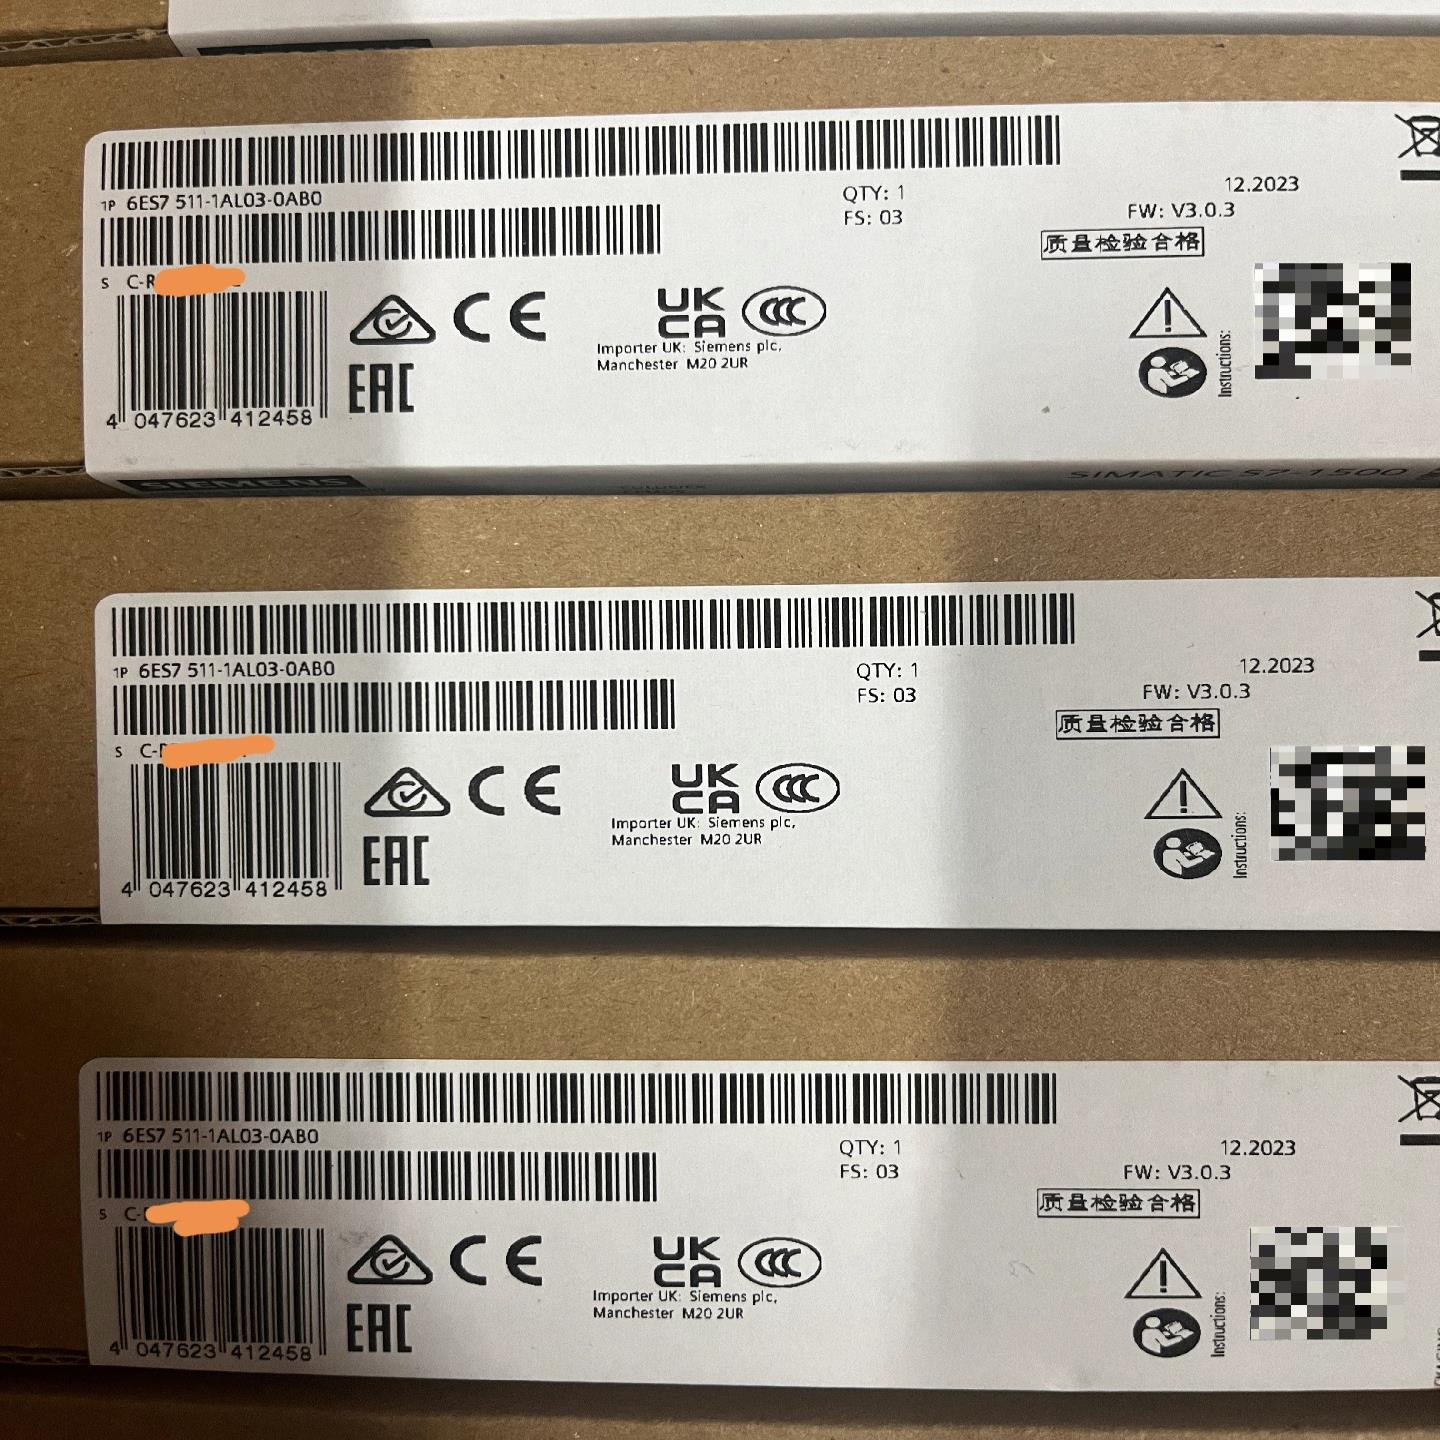 1P 6ES7 511-1AL03-0AB0
QTY: 1
FS: 03
12.2023
FW: V3.0.3
质量检验合格
S C-R
CE
UK
CA
CCC
Importer UK: Siemens plc,
Manchester M20 2UR
EAC
Instructions:
4 047623 412458
SIEMENS
SIMATIC S7-1500
1P 6ES7 511-1AL03-0AB0
QTY: 1
FS: 03
12.2023
FW: V3.0.3
质量检验合格
S C-
CE
UK
CA
CCC
Importer UK: Siemens plc,
Manchester M20 2UR
EAC
Instructions:
4 047623 412458
1P 6ES7 511-1AL03-0AB0
QTY: 1
FS: 03
12.2023
FW: V3.0.3
质量检验合格
S C-
CE
UK
CA
CCC
Importer UK: Siemens plc,
Manchester M20 2UR
EAC
Instructions:
4 047623 412458